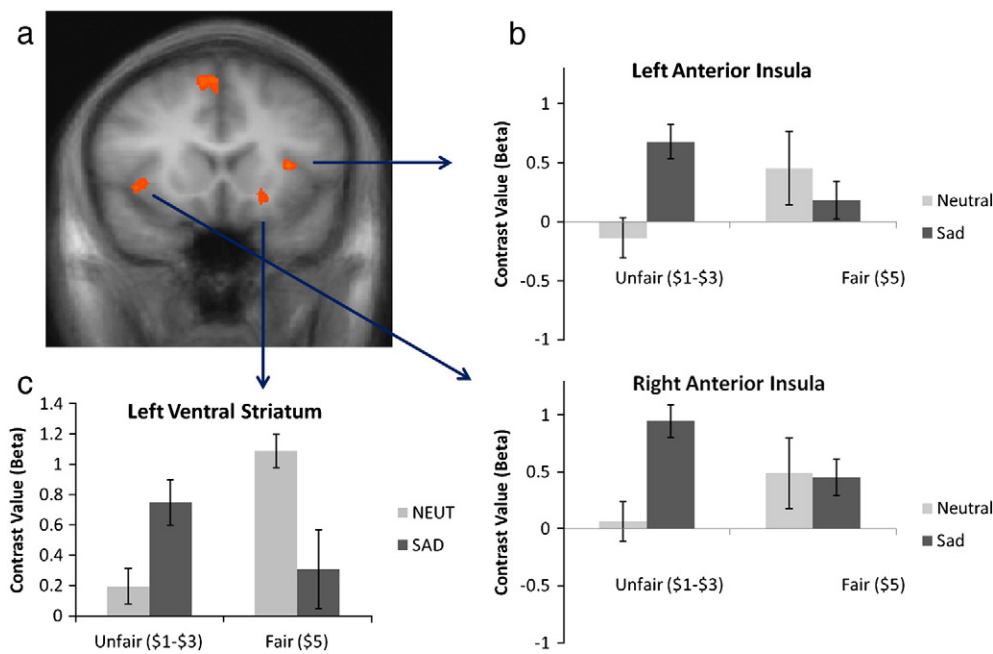 a
b
Left Anterior Insula
Contrast Value (Beta)
1
0.5
0
-0.5
-1
Unfair ($1-$3)
Fair ($5)
Neutral
Sad
Right Anterior Insula
Contrast Value (Beta)
1
0.5
0
-0.5
-1
Unfair ($1-$3)
Fair ($5)
Neutral
Sad
c
Left Ventral Striatum
Contrast Value (Beta)
1.4
1.2
1
0.8
0.6
0.4
0.2
0
Unfair ($1-$3)
Fair ($5)
NEUT
SAD